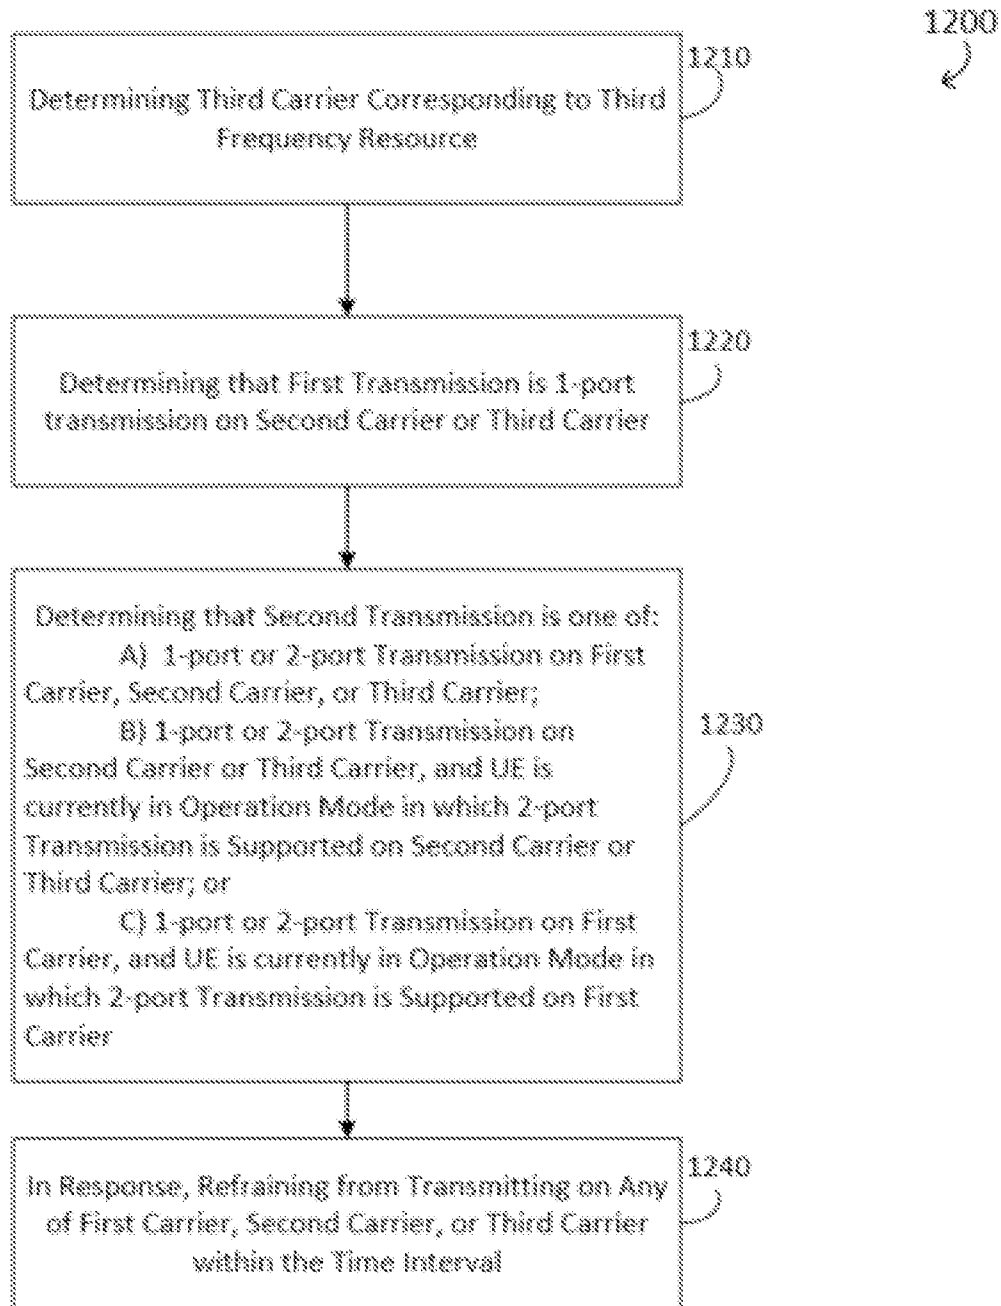 1200
1210
Determining Third Carrier Corresponding to Third
Frequency Resource
1220
Determining that First Transmission is 1-port
transmission on Second Carrier or Third Carrier
Determining that Second Transmission is one of:
A) 1-port or 2-port Transmission on First
Carrier, Second Carrier, or Third Carrier;
B) 1-port or 2-port Transmission on
Second Carrier or Third Carrier, and UE is
currently in Operation Mode in which 2-port
Transmission is Supported on Second Carrier or
Third Carrier; or
C) 1-port or 2-port Transmission on First
Carrier, and UE is currently in Operation Mode in
which 2-port Transmission is Supported on First
Carrier
1230
1240
In Response, Refraining from Transmitting on Any
of First Carrier, Second Carrier, or Third Carrier
within the Time Interval